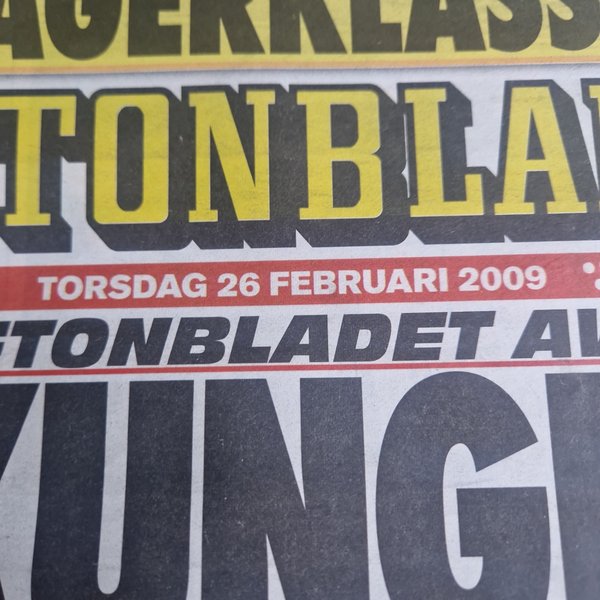 AGERKLASS
TONBLA
TORSDAG 26 FEBRUARI 2009
TONBLADET AV
KUNG